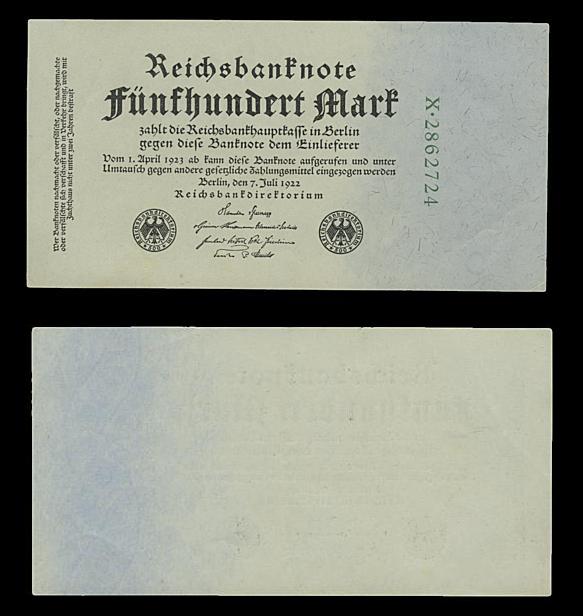 Reichsbanknote
Fünfhundert Mark
zahlt die Reichsbankhauptkasse in Berlin
gegen diese Banknote dem Einlieferer
Vom 1. April 1923 ab kann diese Banknote aufgerufen und unter
Umtausch gegen andere gesetzliche Zahlungsmittel eingezogen werden
Berlin, den 7. Juli 1922
Reichsbankdirektorium
Wer Banknoten nachmacht oder verfälscht, oder nachgemachte
oder verfälschte sich verschafft und in Verkehr bringt, wird mit
Zuchthaus nicht unter zwei Jahren bestraft
X·2862724